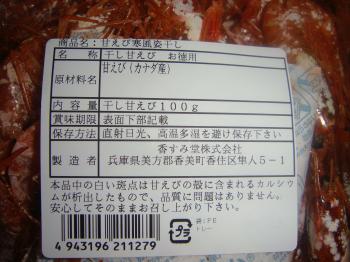 商品名：甘えび寒風姿干し
名 称 干し甘えび お徳用
原材料名 甘えび（カナダ産）
内容量 干し甘えび１００ｇ
賞味期限 表面下部記載
保存方法 直射日光、高温多湿を避け保存下さい
製造者 香すみ堂株式会社
兵庫県美方郡香美町香住区隼人５－１
本品中の白い斑点は甘えびの殻に含まれるカルシウ
ムが析出したもので、品質に問題はありません。
安心してそのままお召し上がり下さい。
袋：PE
トレー：
プラ
4 943196 211279